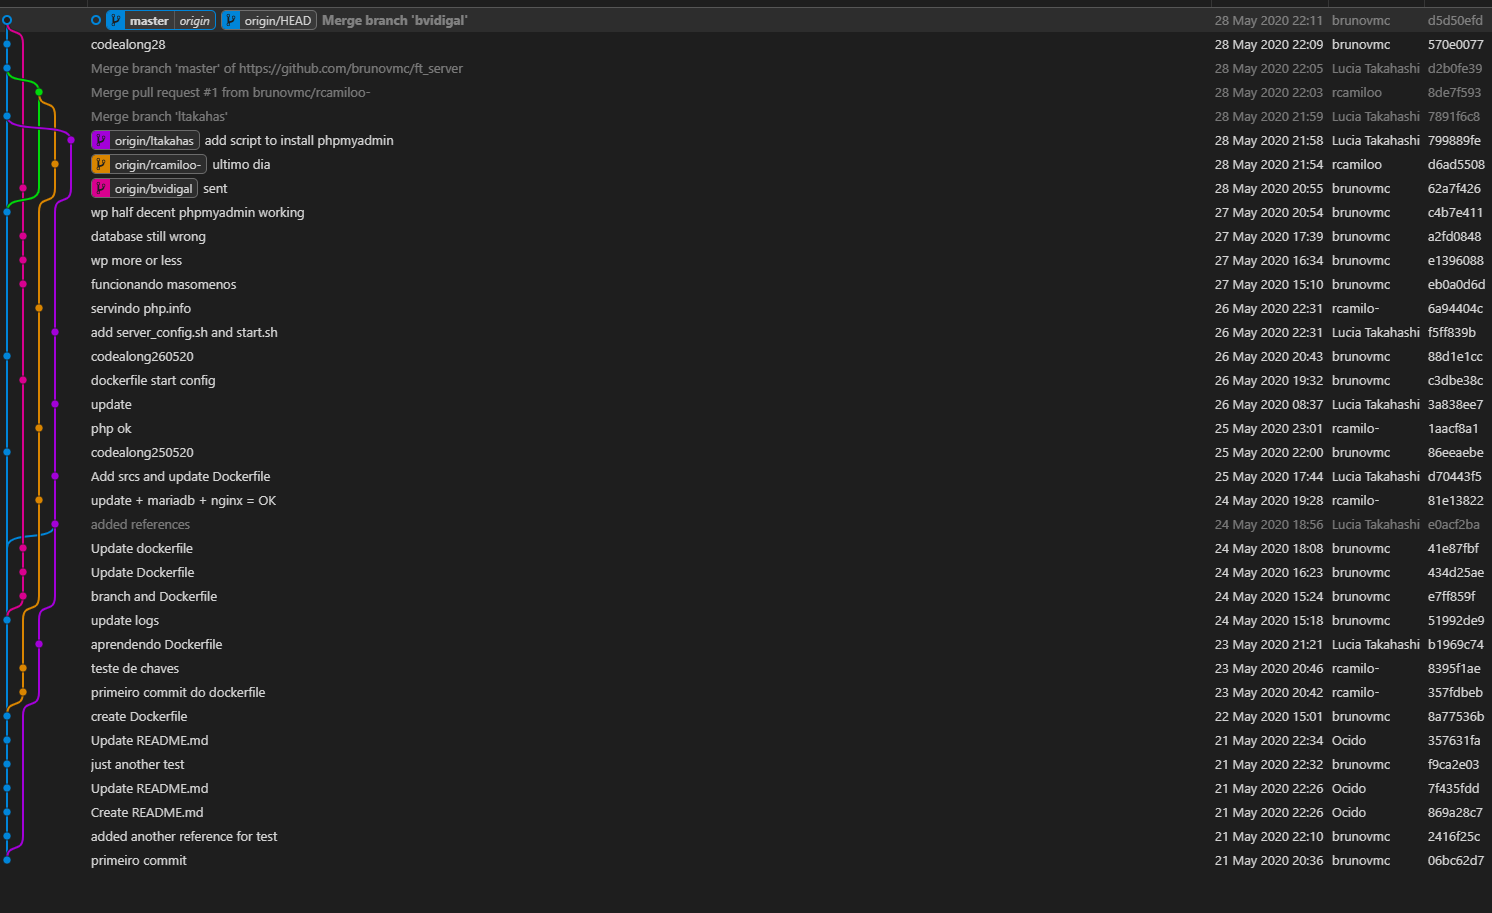 master origin origin/HEAD Merge branch 'bvidigal' 28 May 2020 22:11 brunovmc d5d50efd
codealong28 28 May 2020 22:09 brunovmc 570e0077
Merge branch 'master' of https://github.com/brunovmc/ft_server 28 May 2020 22:05 Lucia Takahashi d2b0fe39
Merge pull request #1 from brunovmc/rcamiloo- 28 May 2020 22:03 rcamiloo 8de7f593
Merge branch 'ltakahas' 28 May 2020 21:59 Lucia Takahashi 7891f6c8
origin/ltakahas add script to install phpmyadmin 28 May 2020 21:58 Lucia Takahashi 799889fe
origin/rcamiloo- ultimo dia 28 May 2020 21:54 rcamiloo d6ad5508
origin/bvidigal sent 28 May 2020 20:55 brunovmc 62a7f426
wp half decent phpmyadmin working 27 May 2020 20:54 brunovmc c4b7e411
database still wrong 27 May 2020 17:39 brunovmc a2fd0848
wp more or less 27 May 2020 16:34 brunovmc e1396088
funcionando masomenos 27 May 2020 15:10 brunovmc eb0a0d6d
servindo php.info 26 May 2020 22:31 rcamilo- 6a94404c
add server_config.sh and start.sh 26 May 2020 22:31 Lucia Takahashi f5ff839b
codealong260520 26 May 2020 20:43 brunovmc 88d1e1cc
dockerfile start config 26 May 2020 19:32 brunovmc c3dbe38c
update 26 May 2020 08:37 Lucia Takahashi 3a838ee7
php ok 25 May 2020 23:01 rcamilo- 1aacf8a1
codealong250520 25 May 2020 22:00 brunovmc 86eeaebe
Add srcs and update Dockerfile 25 May 2020 17:44 Lucia Takahashi d70443f5
update + mariadb + nginx = OK 24 May 2020 19:28 rcamilo- 81e13822
added references 24 May 2020 18:56 Lucia Takahashi e0acf2ba
Update dockerfile 24 May 2020 18:08 brunovmc 41e87fbf
Update Dockerfile 24 May 2020 16:23 brunovmc 434d25ae
branch and Dockerfile 24 May 2020 15:24 brunovmc e7ff859f
update logs 24 May 2020 15:18 brunovmc 51992de9
aprendendo Dockerfile 23 May 2020 21:21 Lucia Takahashi b1969c74
teste de chaves 23 May 2020 20:46 rcamilo- 8395f1ae
primeiro commit do dockerfile 23 May 2020 20:42 rcamilo- 357fdbeb
create Dockerfile 22 May 2020 15:01 brunovmc 8a77536b
Update README.md 21 May 2020 22:34 Ocido 357631fa
just another test 21 May 2020 22:32 brunovmc f9ca2e03
Update README.md 21 May 2020 22:26 Ocido 7f435fdd
Create README.md 21 May 2020 22:26 Ocido 869a28c7
added another reference for test 21 May 2020 22:10 brunovmc 2416f25c
primeiro commit 21 May 2020 20:36 brunovmc 06bc62d7